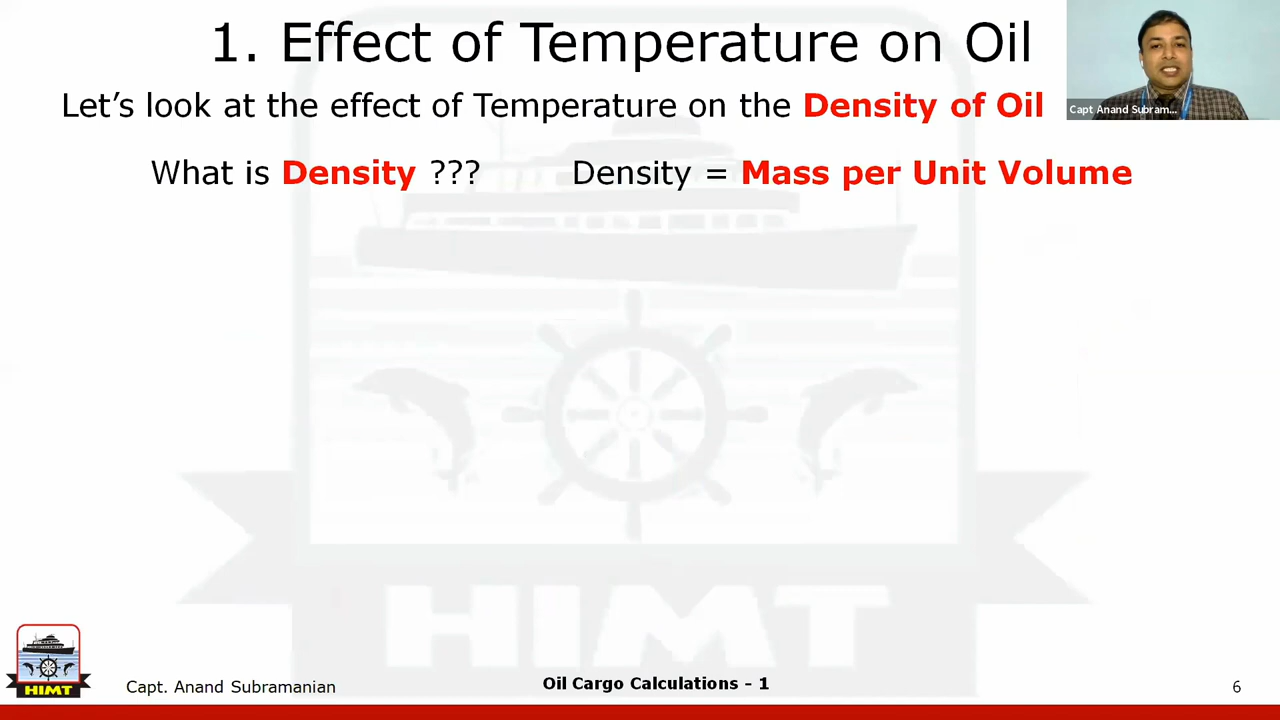 1. Effect of Temperature on Oil
Let's look at the effect of Temperature on the Density of Oil
Capt Anand Subram...
What is Density ??? Density = Mass per Unit Volume
HIMT
HIMT
Capt. Anand Subramanian
Oil Cargo Calculations - 1
6